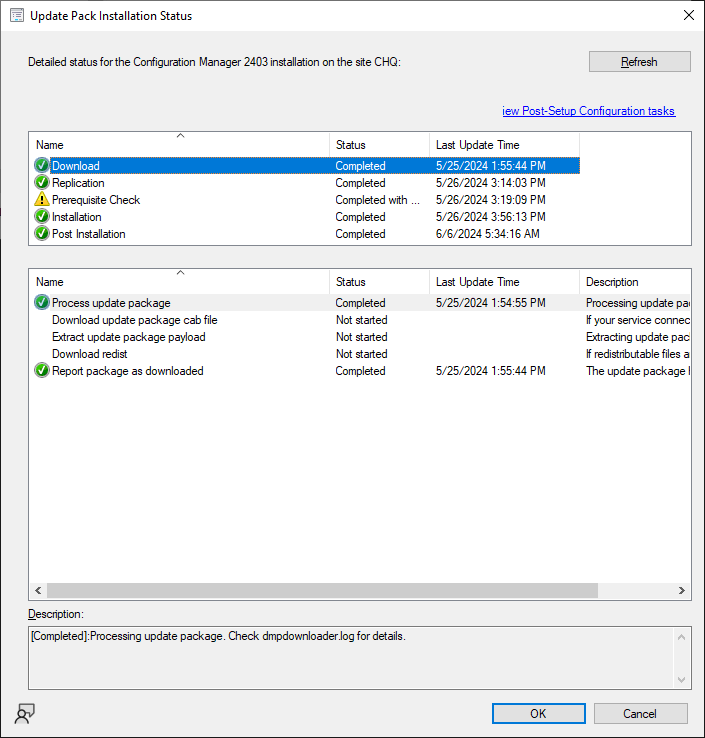 Update Pack Installation Status
Detailed status for the Configuration Manager 2403 installation on the site CHQ:
Refresh
iew Post-Setup Configuration tasks
Name Status Last Update Time
Download Completed 5/25/2024 1:55:44 PM
Replication Completed 5/26/2024 3:14:03 PM
Prerequisite Check Completed with ... 5/26/2024 3:19:09 PM
Installation Completed 5/26/2024 3:56:13 PM
Post Installation Completed 6/6/2024 5:34:16 AM
Name Status Last Update Time Description
Process update package Completed 5/25/2024 1:54:55 PM Processing update pa
Download update package cab file Not started If your service connec
Extract update package payload Not started Extracting update pac
Download redist Not started If redistributable files a
Report package as downloaded Completed 5/25/2024 1:55:44 PM The update package
Description:
[Completed]:Processing update package. Check dmpdownloader.log for details.
OK Cancel